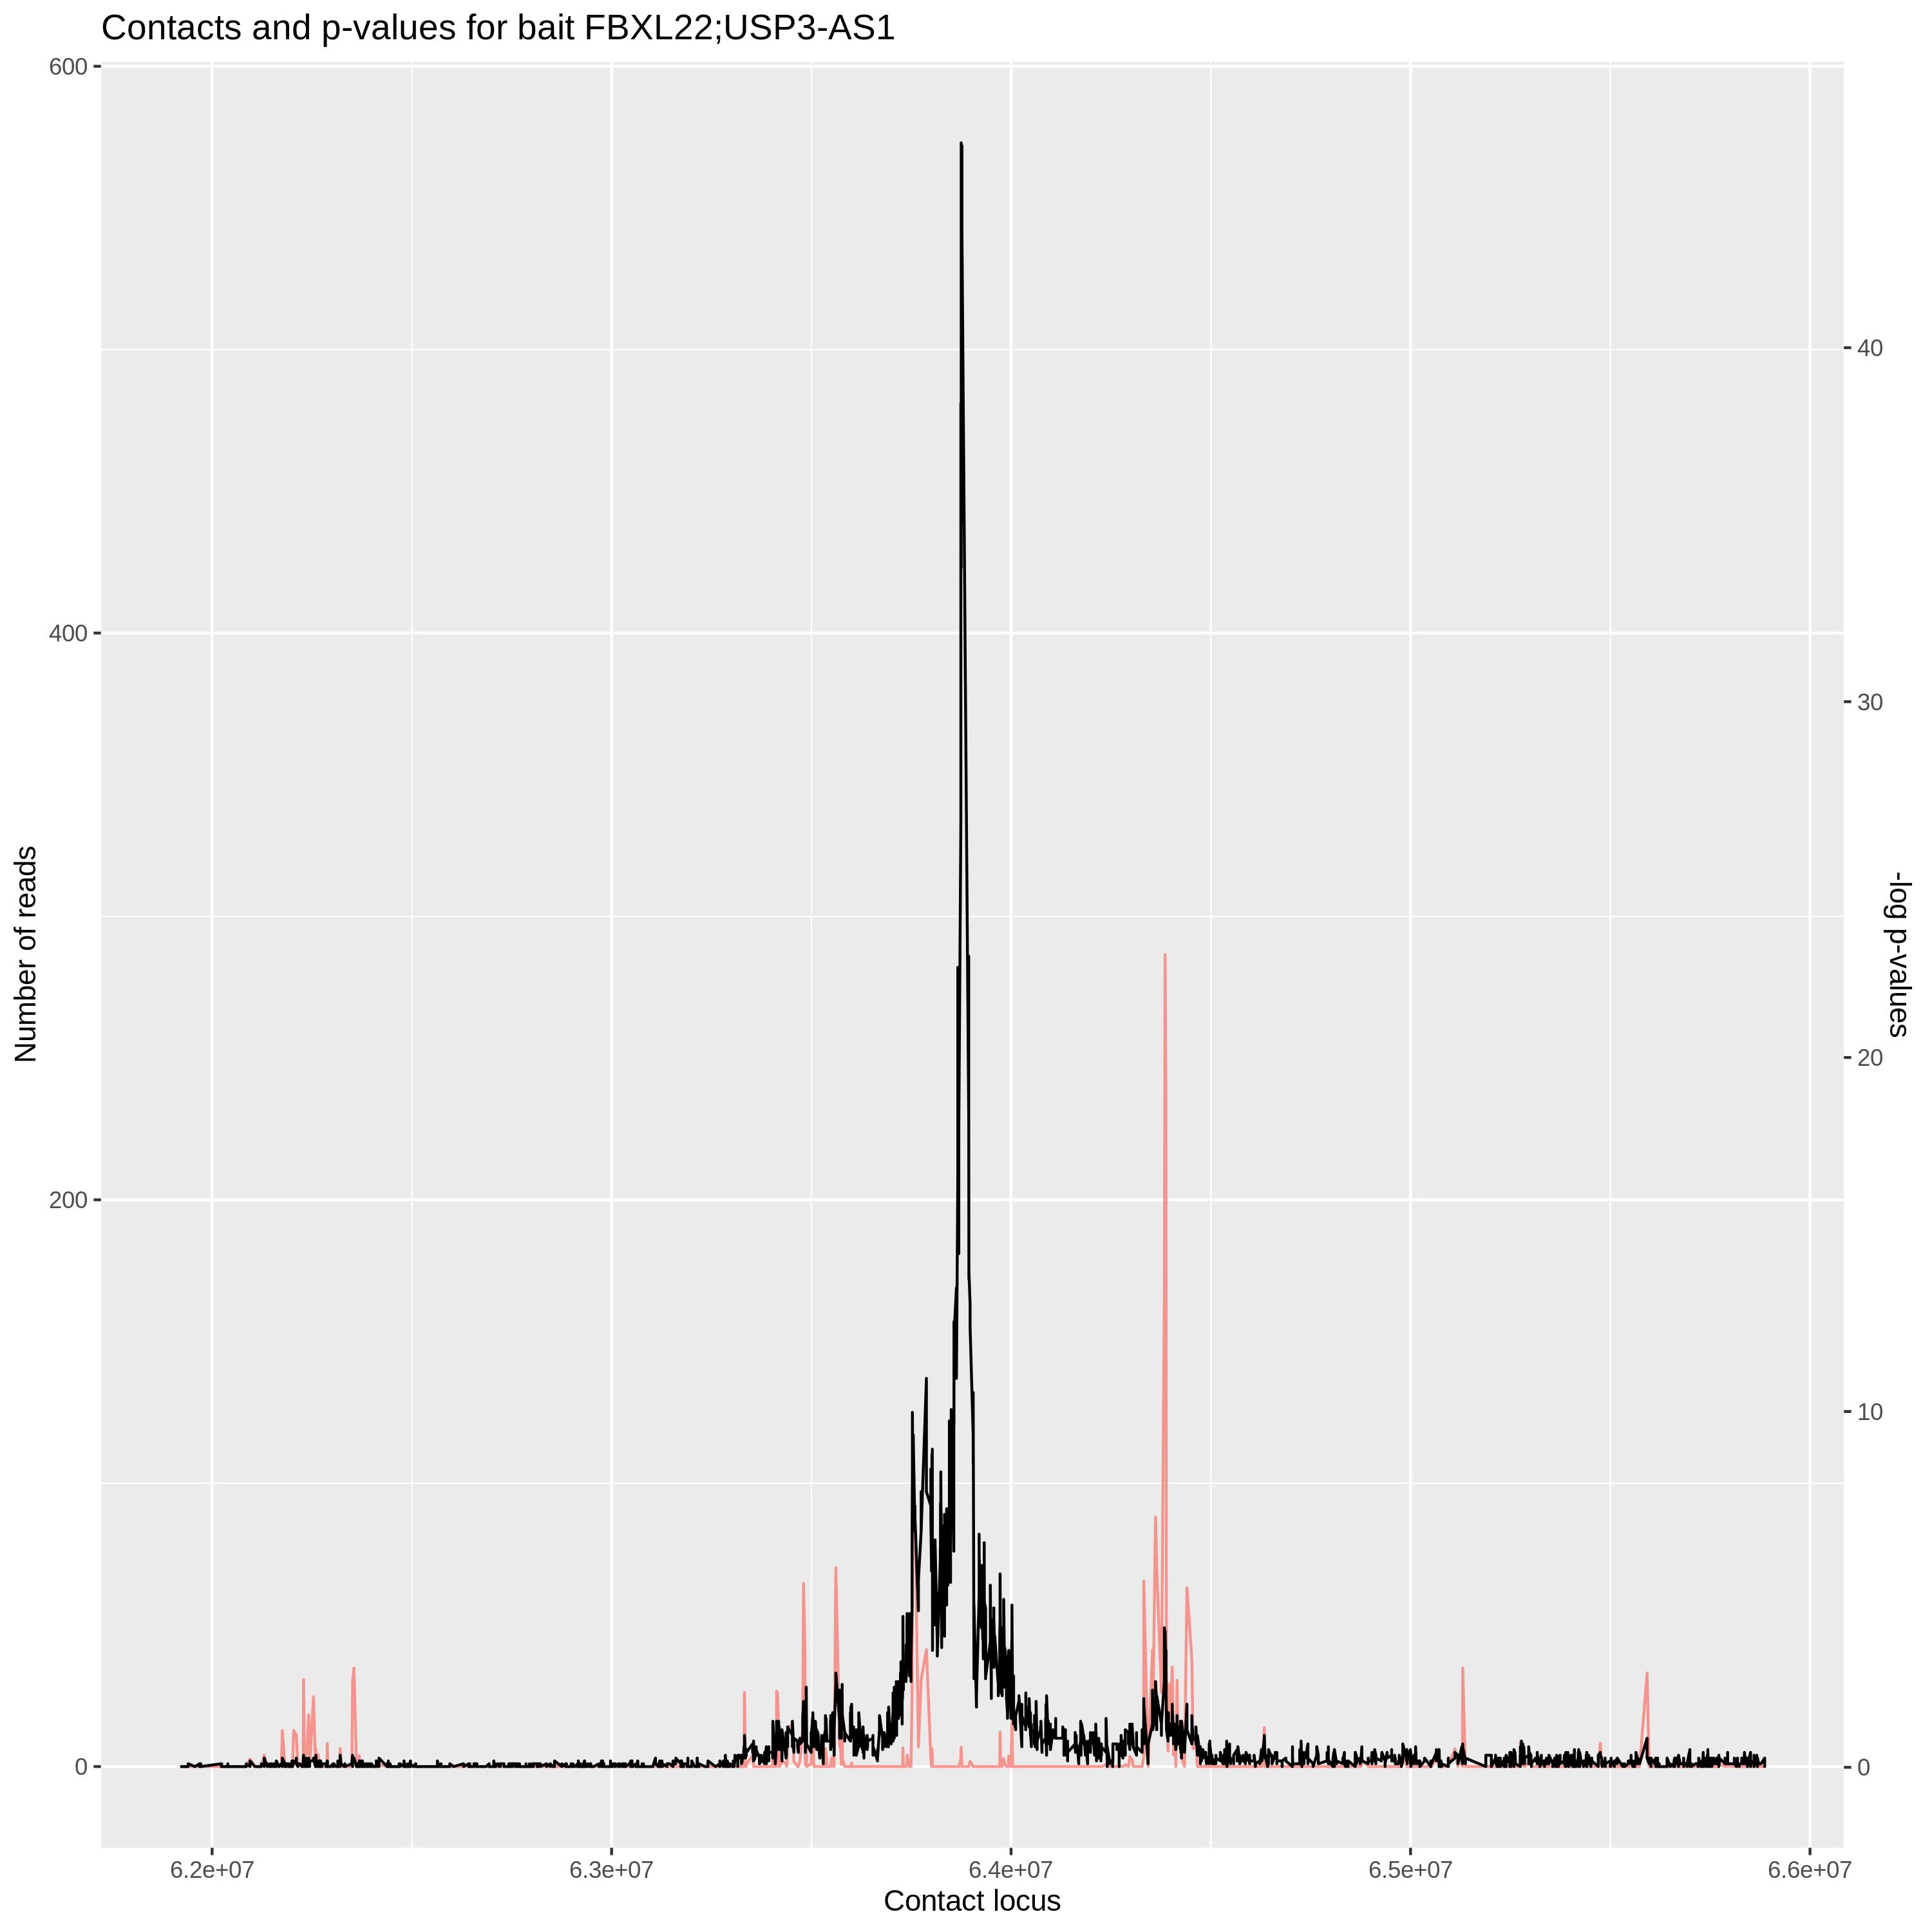 Contacts and p-values for bait FBXL22;USP3-AS1
600
400
200
0
Number of reads
40
30
20
10
0
-log p-values
6.2e+07
6.3e+07
6.4e+07
6.5e+07
6.6e+07
Contact locus